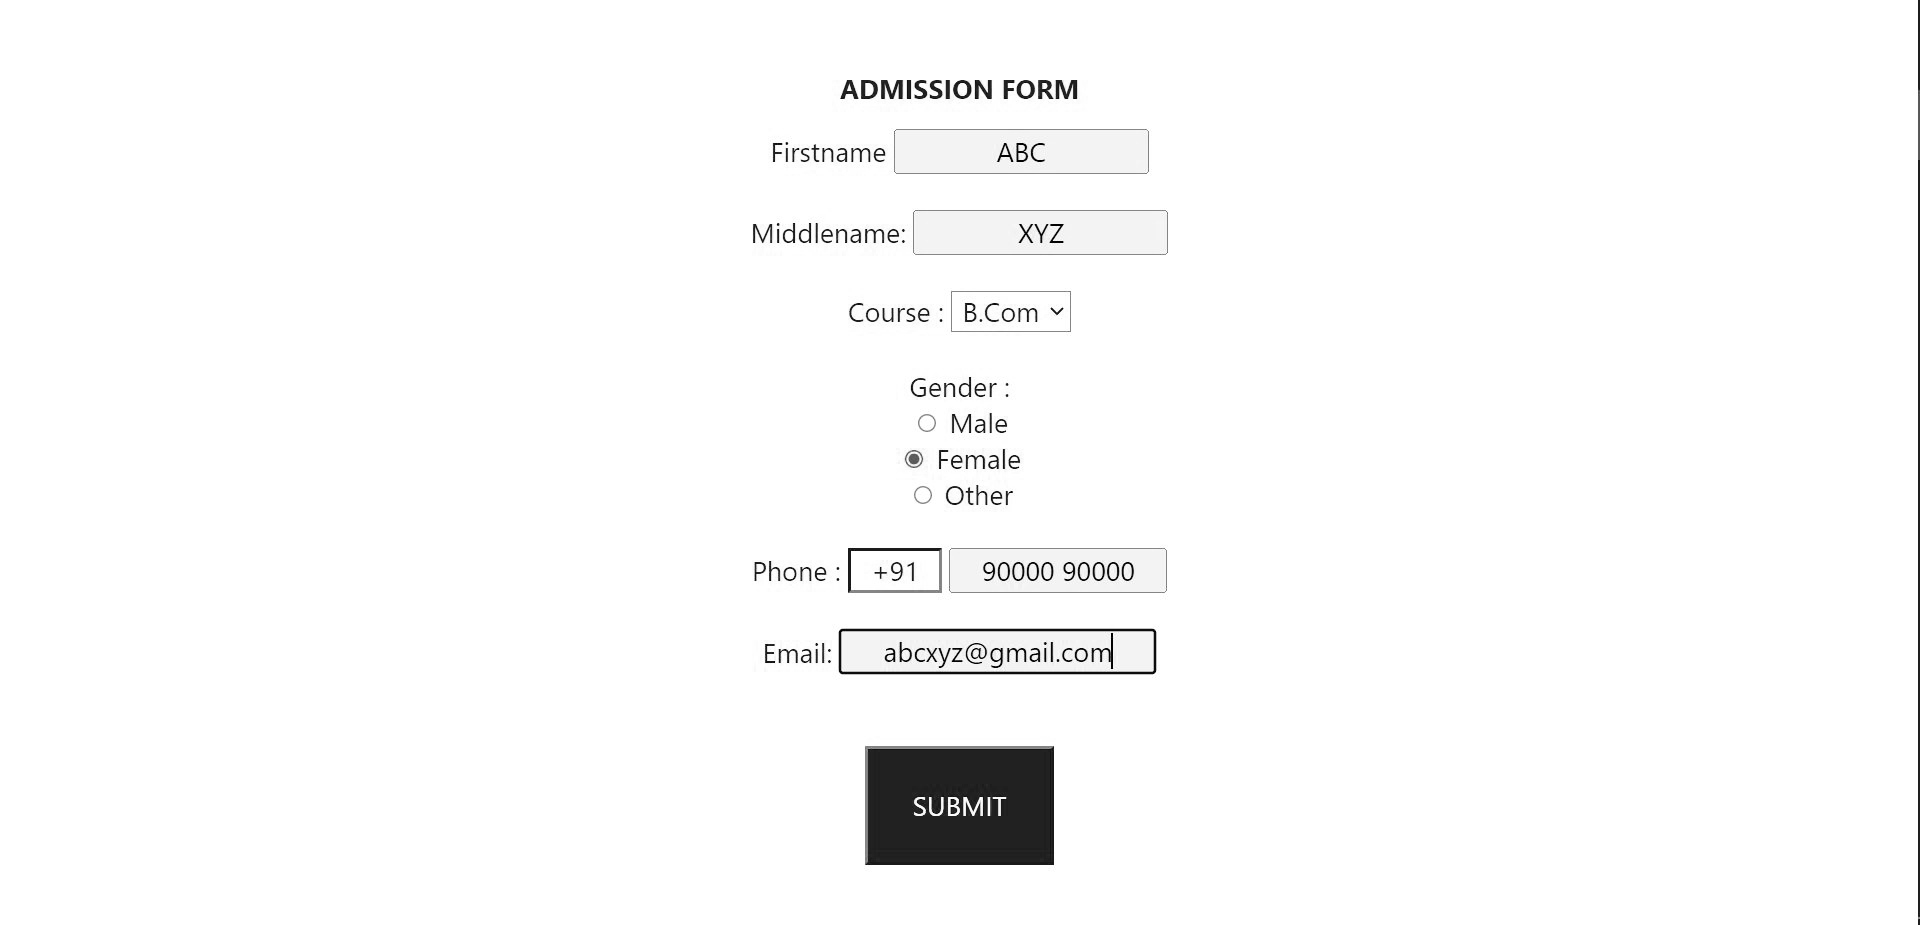 ADMISSION FORM
Firstname ABC
Middlename: XYZ
Course : B.Com
Gender :
Male
Female
Other
Phone : +91 90000 90000
Email: abcxyz@gmail.com
SUBMIT